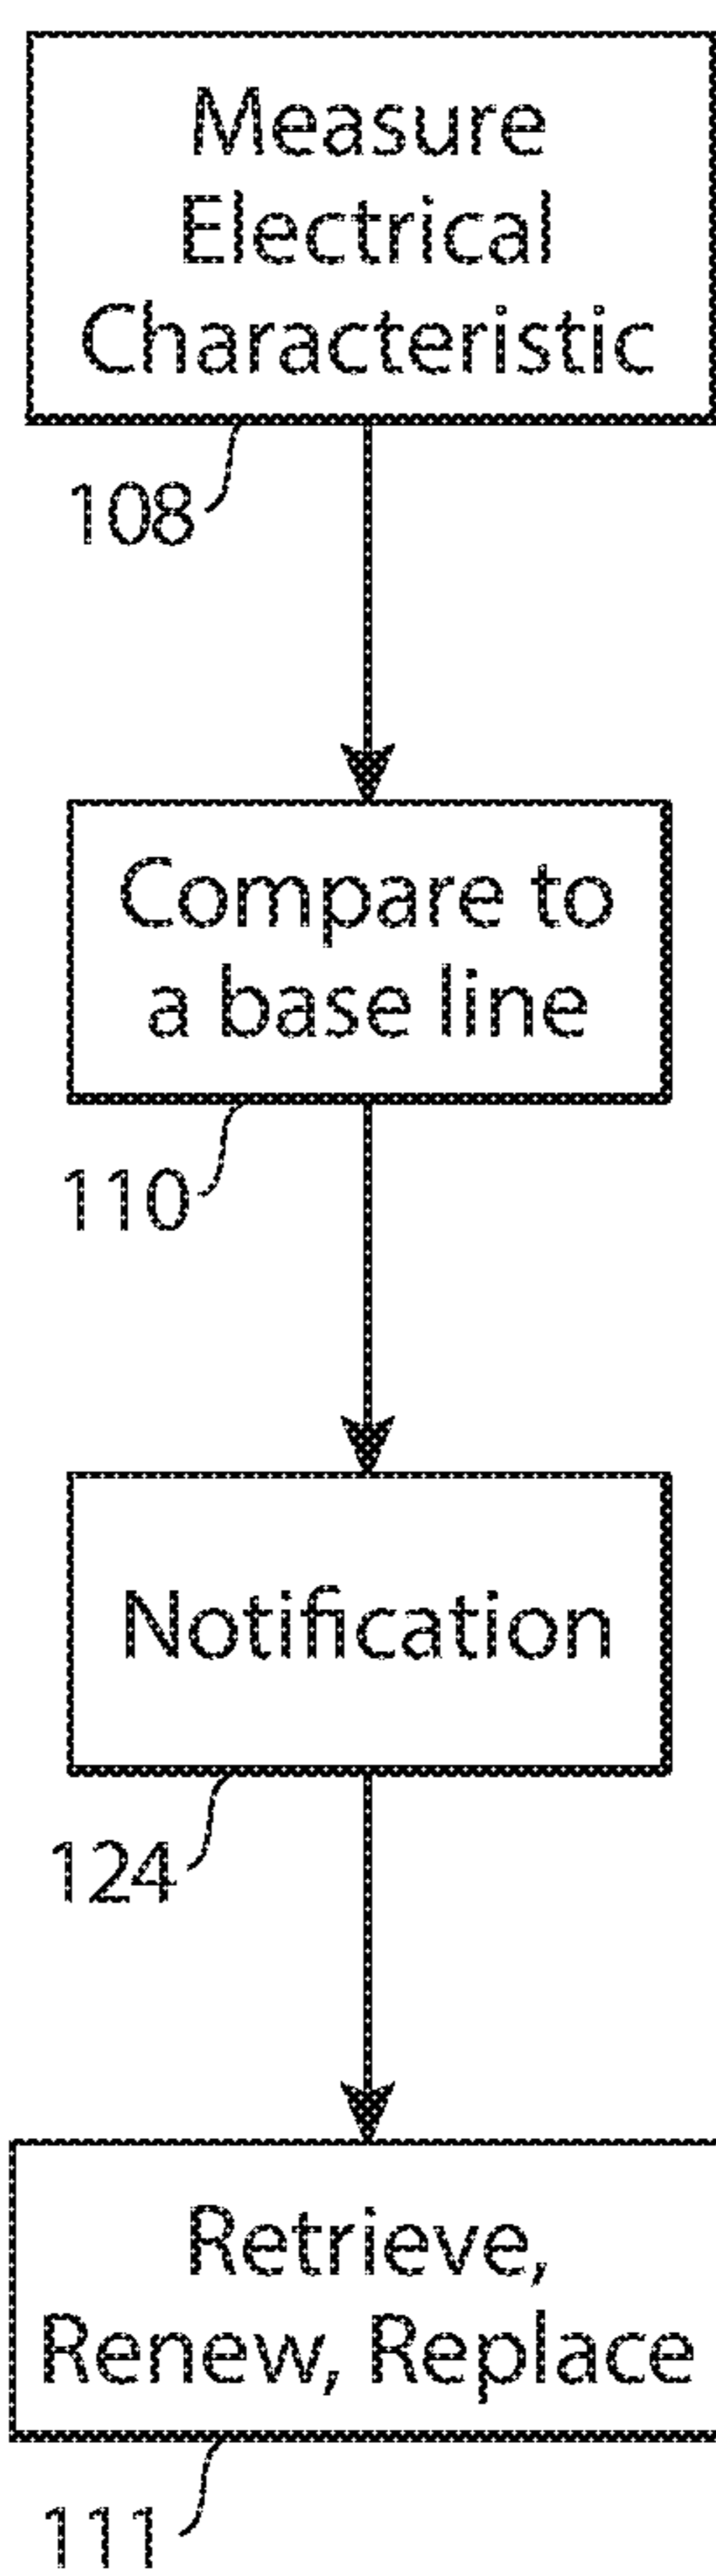 Measure
Electrical
Characteristic
108
Compare to
a base line
110
Notification
124
Retrieve,
Renew, Replace
111